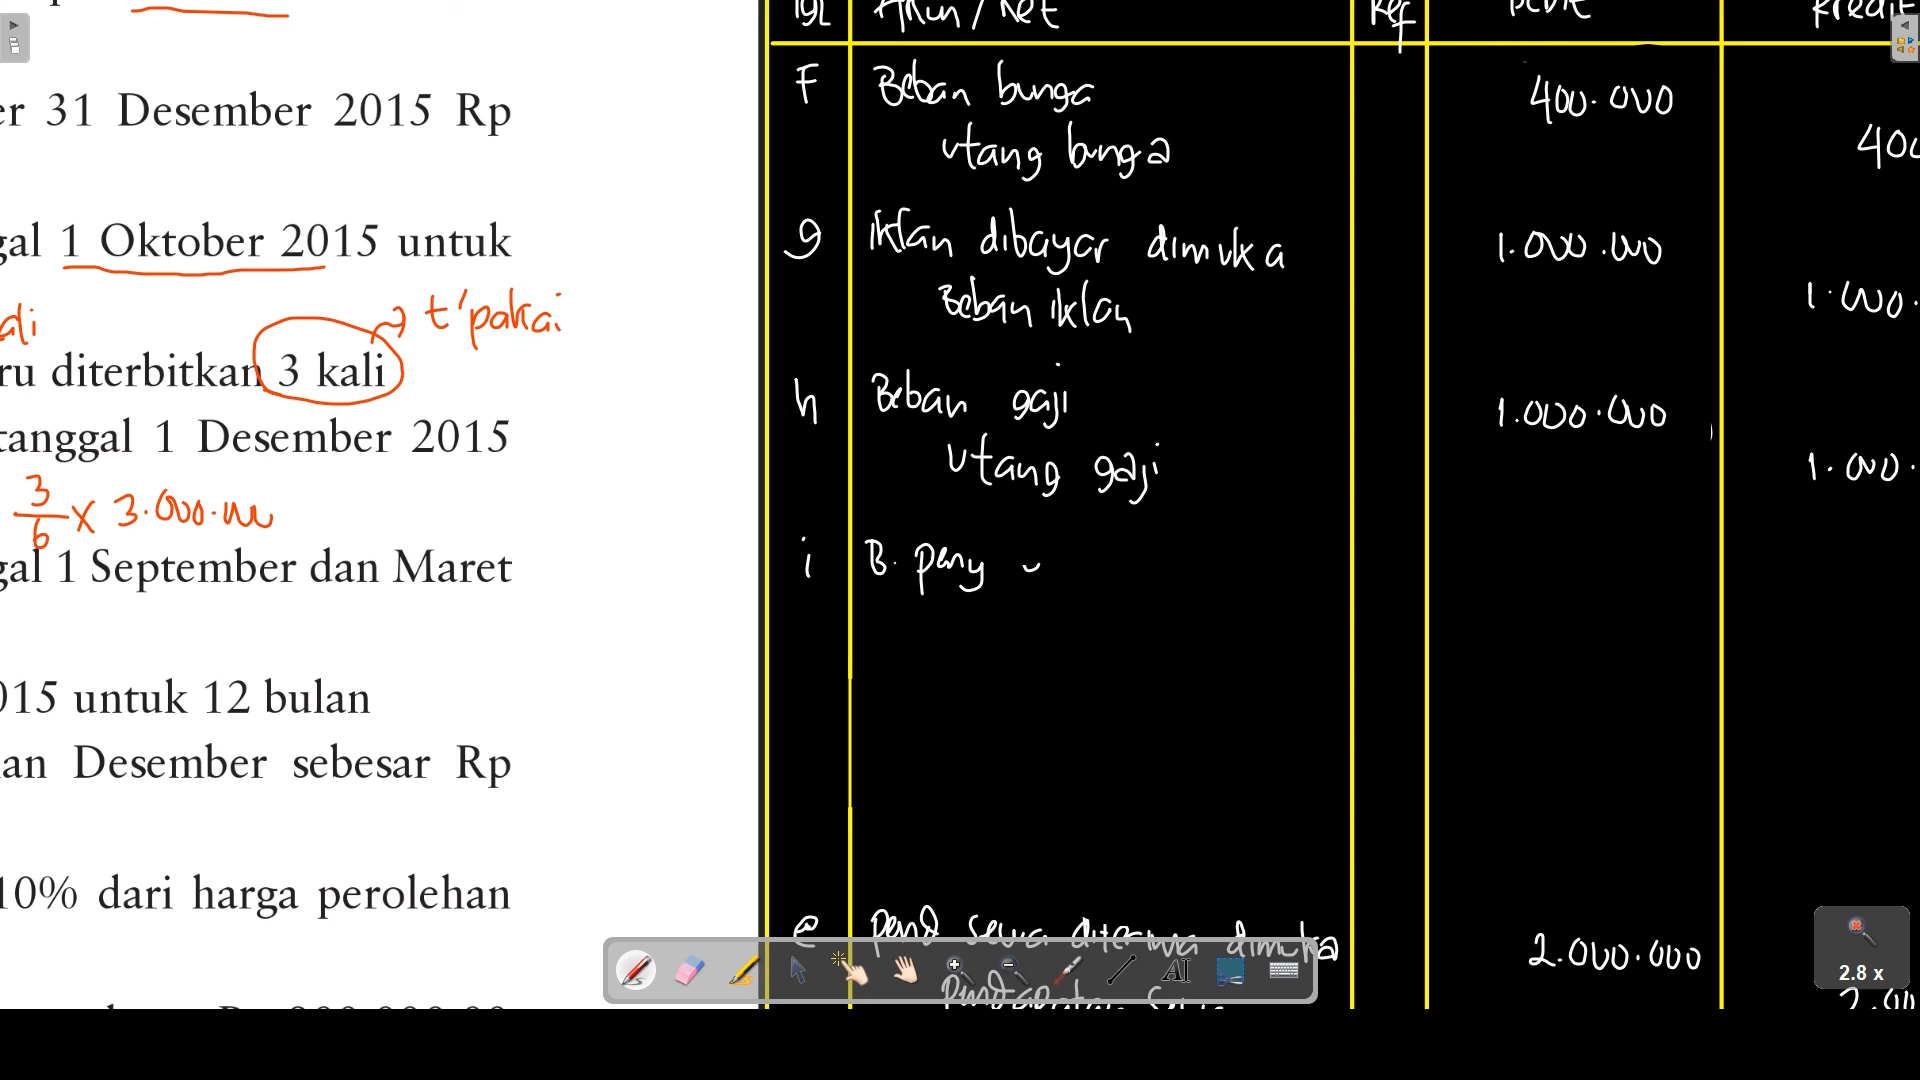 er 31 Desember 2015 Rp
gal 1 Oktober 2015 untuk
ali
t'pakai
ru diterbitkan 3 kali
tanggal 1 Desember 2015
3/6 x 3.000.000
gal 1 September dan Maret
015 untuk 12 bulan
an Desember sebesar Rp
10% dari harga perolehan
Tgl Akun / Ket Ref Debit Kredit
F Beban bunga 400.000
utang bunga 400
g iklan dibayar dimuka 1.000.000
Beban iklan 1.000.
h Beban gaji 1.000.000
utang gaji 1.000.
i B. peny
e pend sewa diterima dimuka 2.000.000
pendapatan sewa
AI
2.8 x